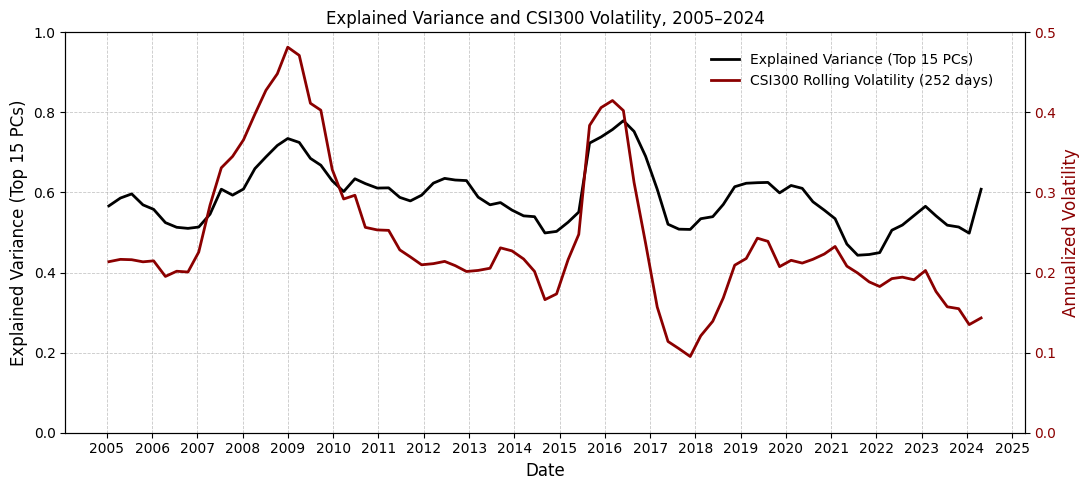 Explained Variance and CSI300 Volatility, 2005–2024
Explained Variance (Top 15 PCs)
CSI300 Rolling Volatility (252 days)
Explained Variance (Top 15 PCs)
1.0
0.8
0.6
0.4
0.2
0.0
0.5
0.4
0.3
0.2
0.1
0.0
Annualized Volatility
2005 2006 2007 2008 2009 2010 2011 2012 2013 2014 2015 2016 2017 2018 2019 2020 2021 2022 2023 2024 2025
Date